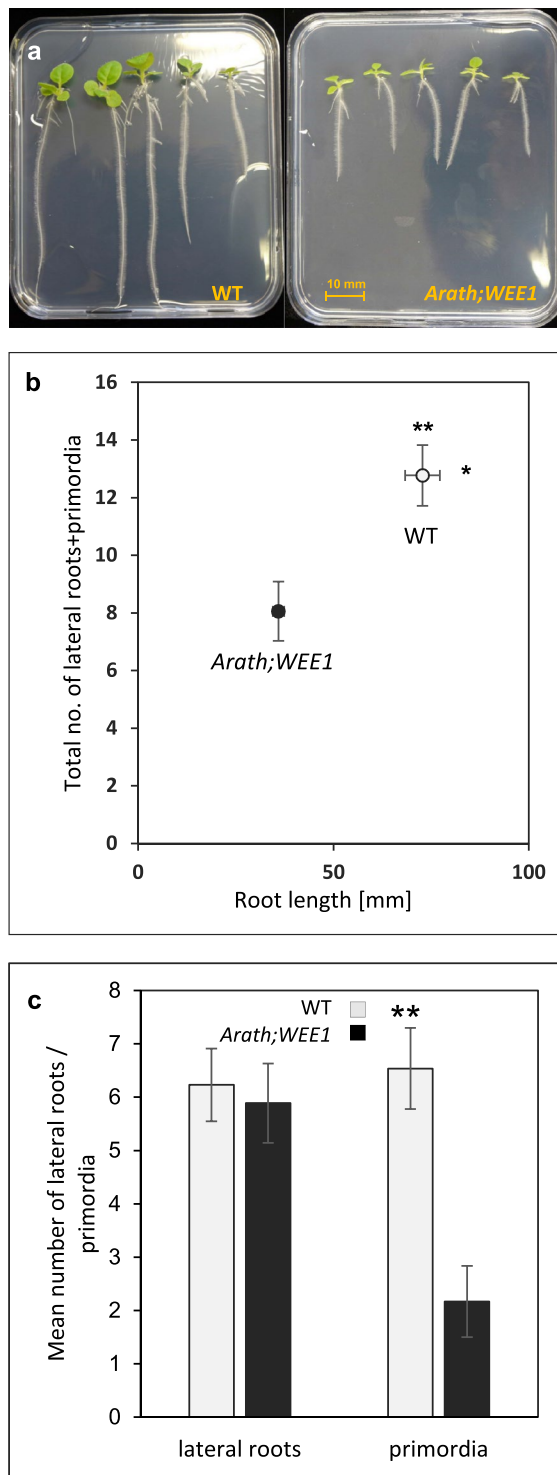 a
WT
10 mm
Arath;WEE1
b
Total no. of lateral roots+primordia
16
14
12
10
8
6
4
2
0
**
*
WT
Arath;WEE1
0 50 100
Root length [mm]
c
Mean number of lateral roots /
primordia
8
7
6
5
4
3
2
1
0
WT
Arath;WEE1
**
lateral roots primordia